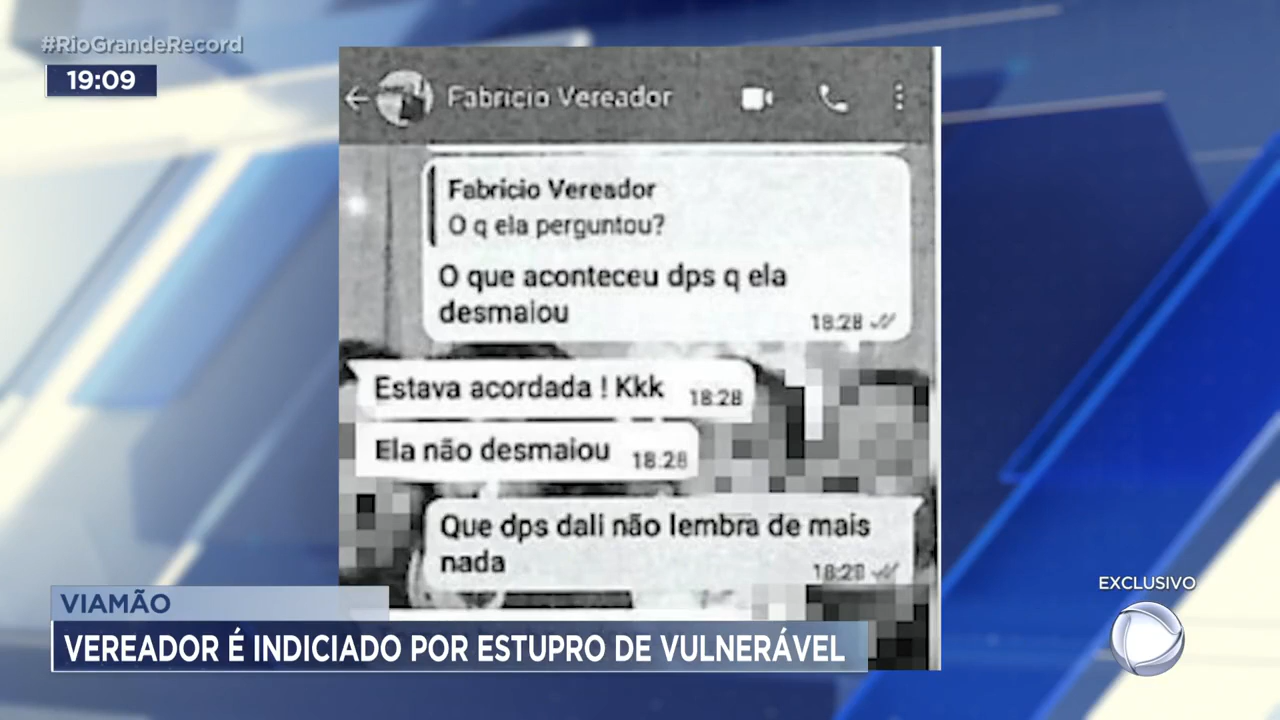 #RioGrandeRecord
19:09
Fabricio Vereador
Fabricio Vereador
O q ela perguntou?
O que aconteceu dps q ela
desmaiou
18:28
Estava acordada ! Kkk 18:28
Ela não desmaiou 18:28
Que dps dali não lembra de mais
nada
18:28
EXCLUSIVO
VIAMÃO
VEREADOR É INDICIADO POR ESTUPRO DE VULNERÁVEL